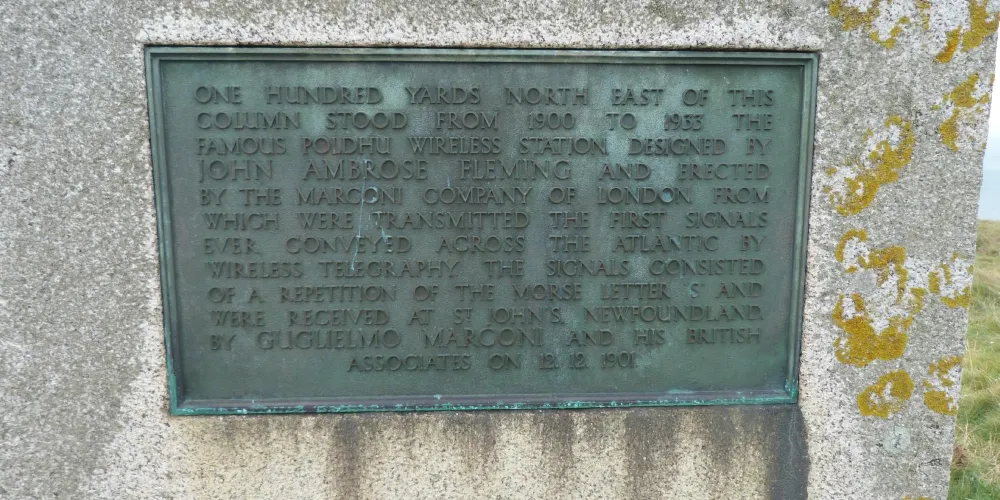 ONE HUNDRED YARDS NORTH EAST OF THIS
COLUMN STOOD FROM 1900 TO 1933 THE
FAMOUS POLDHU WIRELESS STATION DESIGNED BY
JOHN AMBROSE FLEMING AND ERECTED
BY THE MARCONI COMPANY OF LONDON FROM
WHICH WERE TRANSMITTED THE FIRST SIGNALS
EVER CONVEYED ACROSS THE ATLANTIC BY
WIRELESS TELEGRAPHY. THE SIGNALS CONSISTED
OF A REPETITION OF THE MORSE LETTER 'S' AND
WERE RECEIVED AT ST JOHN'S, NEWFOUNDLAND,
BY GUGLIELMO MARCONI AND HIS BRITISH
ASSOCIATES ON 12. 12. 1901.